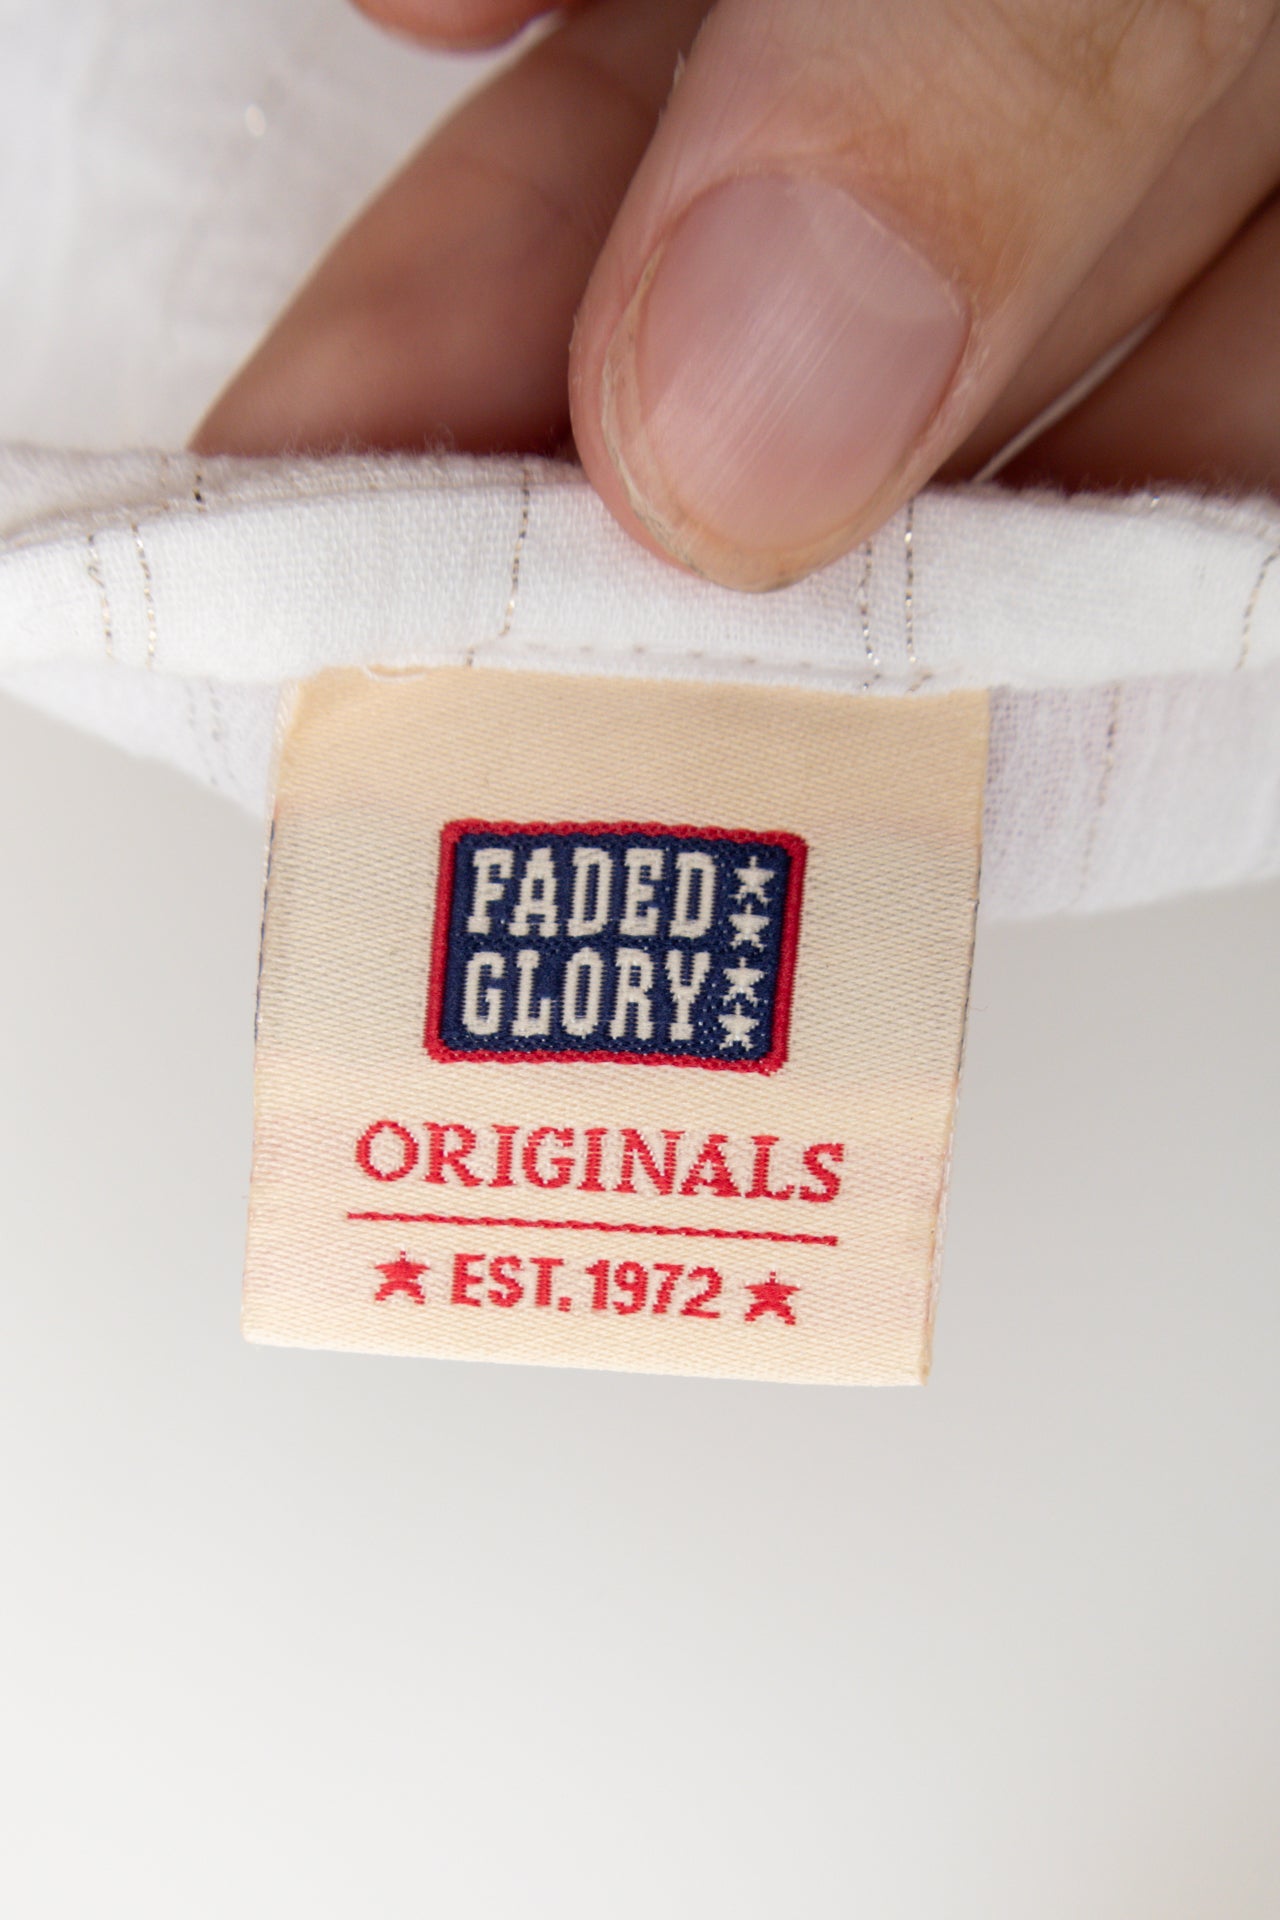 FADED
GLORY
ORIGINALS
EST. 1972